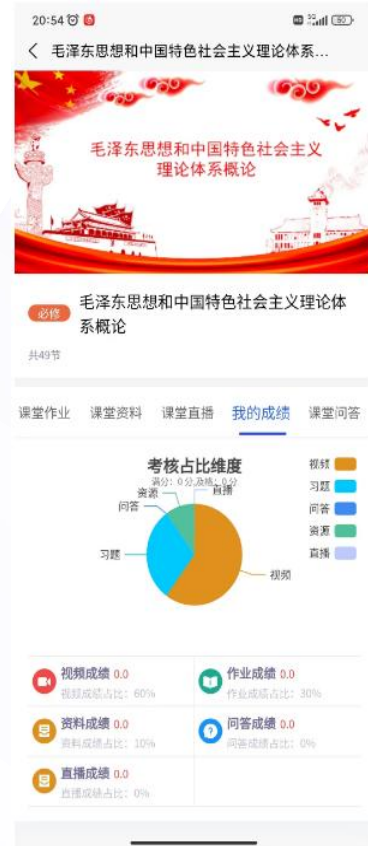 20:54
50
毛泽东思想和中国特色社会主义理论体系...
毛泽东思想和中国特色社会主义
理论体系概论
必修
毛泽东思想和中国特色社会主义理论体
系概论
共49节
课堂作业 课堂资料 课堂直播 我的成绩 课堂问答
考核占比维度
满分：0分,及格：0分
视频
习题
问答
资源
直播
直播
资源
问答
习题
视频
视频成绩 0.0
视频成绩占比：60%
作业成绩 0.0
作业成绩占比：30%
资料成绩 0.0
资料成绩占比：10%
问答成绩 0.0
问答成绩占比：0%
直播成绩 0.0
直播成绩占比：0%